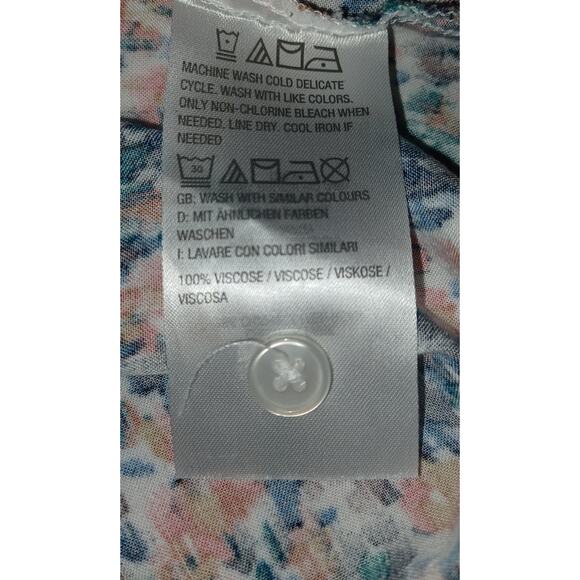 MACHINE WASH COLD DELICATE
CYCLE. WASH WITH LIKE COLORS.
ONLY NON-CHLORINE BLEACH WHEN
NEEDED. LINE DRY. COOL IRON IF
NEEDED
30
GB: WASH WITH SIMILAR COLOURS
D: MIT ÄHNLICHEN FARBEN
WASCHEN
I: LAVARE CON COLORI SIMILARI
100% VISCOSE / VISCOSE / VISKOSE /
VISCOSA